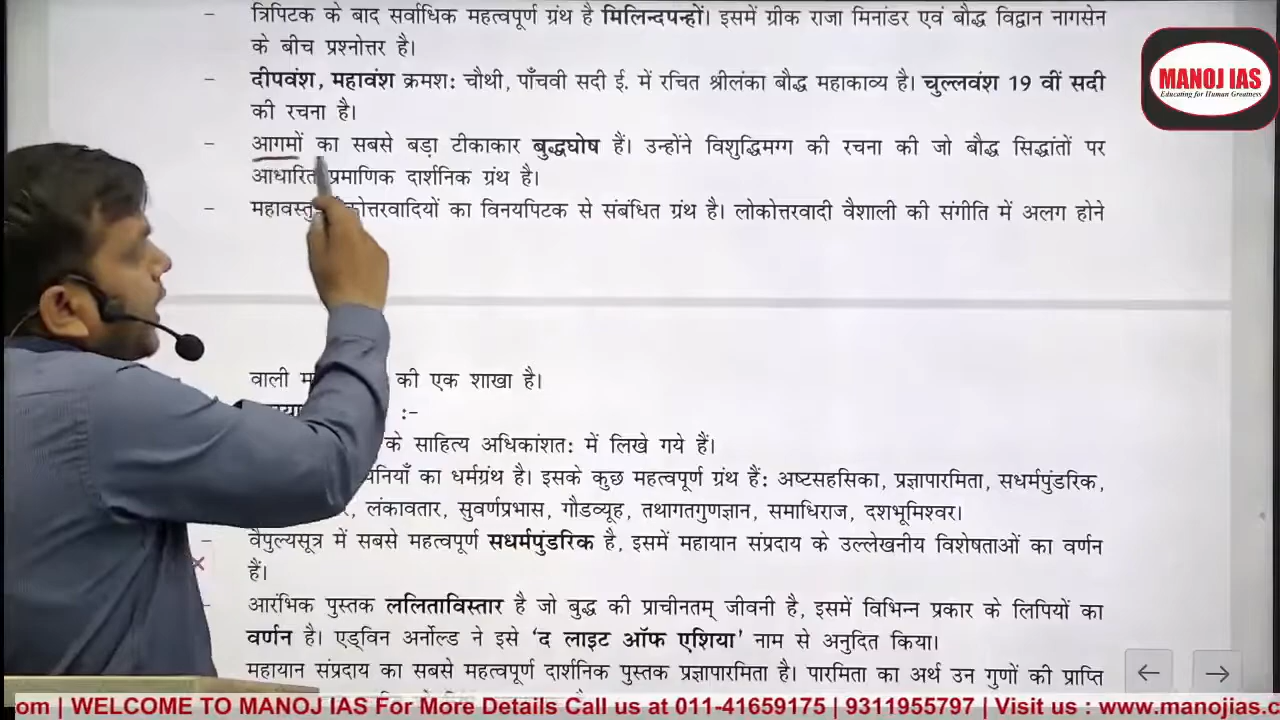 – त्रिपिटक के बाद सर्वाधिक महत्वपूर्ण ग्रंथ है मिलिन्दपन्हों। इसमें ग्रीक राजा मिनांडर एवं बौद्ध विद्वान नागसेन
के बीच प्रश्नोत्तर है।
– दीपवंश, महावंश क्रमश: चौथी, पाँचवी सदी ई. में रचित श्रीलंका बौद्ध महाकाव्य है। चुल्लवंश 19 वीं सदी
की रचना है।
– आगमों का सबसे बड़ा टीकाकार बुद्धघोष हैं। उन्होंने विशुद्धिमग्ग की रचना की जो बौद्ध सिद्धांतों पर
आधारित प्रमाणिक दार्शनिक ग्रंथ है।
– महावस्तु का विनयपिटक से संबंधित ग्रंथ है। लोकोत्तरवादी वैशाली की संगीति में अलग होने
वाली की एक शाखा है।
:-
के साहित्य अधिकांशत: में लिखे गये हैं।
का धर्मग्रंथ है। इसके कुछ महत्वपूर्ण ग्रंथ हैं: अष्टसहसिका, प्रज्ञापारमिता, सधर्मपुंडरिक,
लंकावतार, सुवर्णप्रभास, गौडव्यूह, तथागतगुणज्ञान, समाधिराज, दशभूमिश्वर।
– वैपुल्यसूत्र में सबसे महत्वपूर्ण सधर्मपुंडरिक है, इसमें महायान संप्रदाय के उल्लेखनीय विशेषताओं का वर्णन
हैं।
– आरंभिक पुस्तक ललिताविस्तार है जो बुद्ध की प्राचीनतम् जीवनी है, इसमें विभिन्न प्रकार के लिपियों का
वर्णन है। एड्विन अर्नोल्ड ने इसे ‘द लाइट ऑफ एशिया’ नाम से अनुदित किया।
महायान संप्रदाय का सबसे महत्वपूर्ण दार्शनिक पुस्तक प्रज्ञापारमिता है। पारमिता का अर्थ उन गुणों की प्राप्ति
MANOJ IAS
Educating for Human Greatness
om | WELCOME TO MANOJ IAS For More Details Call us at 011-41659175 | 9311955797 | Visit us : www.manojias.c